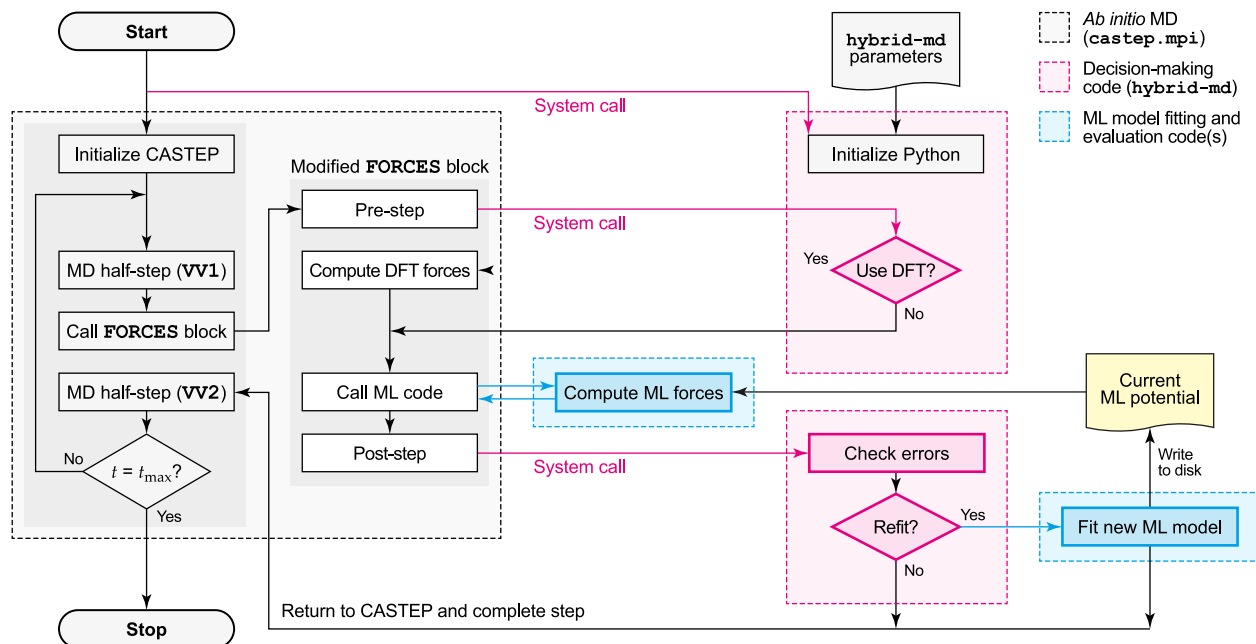 Start
hybrid-md
parameters
Ab initio MD
(castep.mpi)
Decision-making
code (hybrid-md)
ML model fitting and
evaluation code(s)
System call
Initialize CASTEP
Modified FORCES block
Initialize Python
Pre-step
System call
MD half-step (VV1)
Compute DFT forces
Yes
Use DFT?
No
Call FORCES block
MD half-step (VV2)
Call ML code
Compute ML forces
Current
ML potential
No
t = tmax?
Yes
Post-step
System call
Check errors
Write
to disk
Refit?
Yes
Fit new ML model
No
Return to CASTEP and complete step
Stop